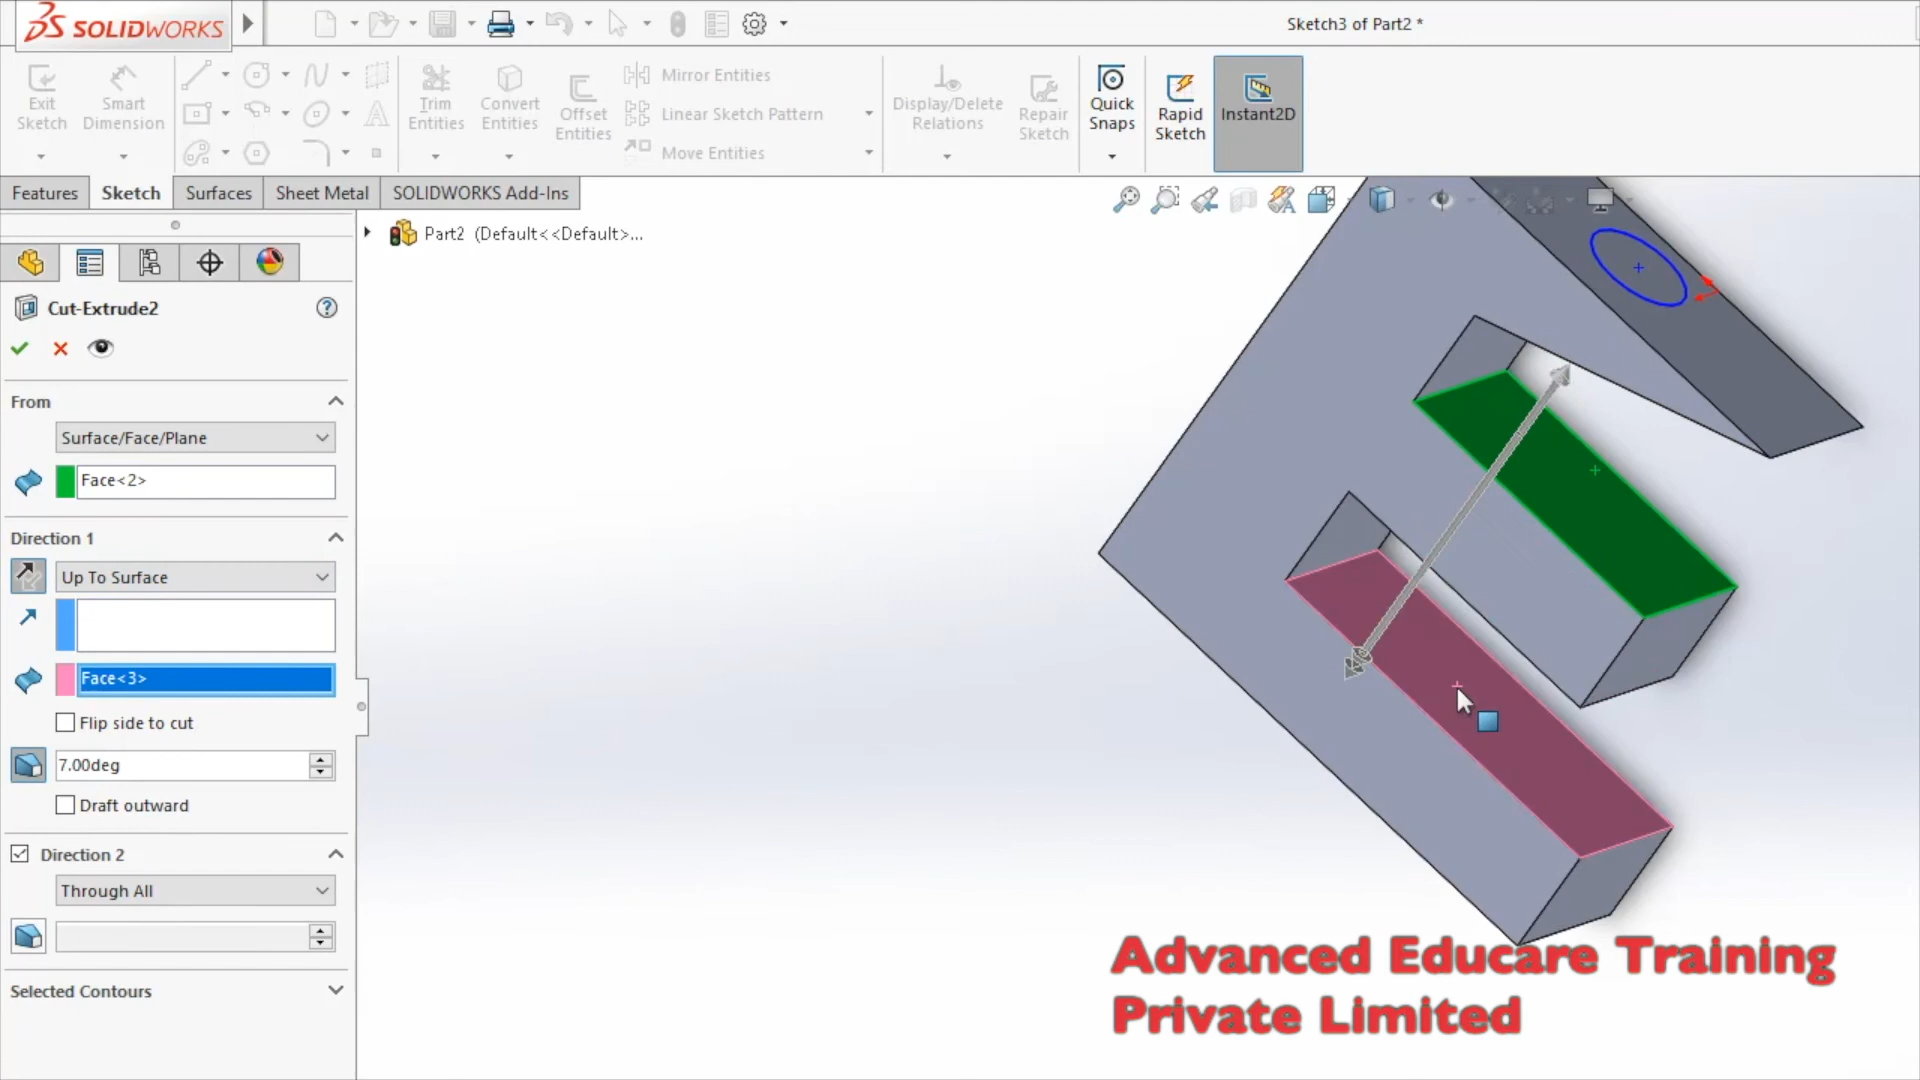 SOLIDWORKS
Sketch3 of Part2 *
Exit Sketch
Smart Dimension
Trim Entities
Convert Entities
Offset Entities
Mirror Entities
Linear Sketch Pattern
Move Entities
Display/Delete Relations
Repair Sketch
Quick Snaps
Rapid Sketch
Instant2D
Features
Sketch
Surfaces
Sheet Metal
SOLIDWORKS Add-Ins
Part2 (Default<<Default>...
Cut-Extrude2
From
Surface/Face/Plane
Face<2>
Direction 1
Up To Surface
Face<3>
Flip side to cut
7.00deg
Draft outward
Direction 2
Through All
Selected Contours
Advanced Educare Training
Private Limited